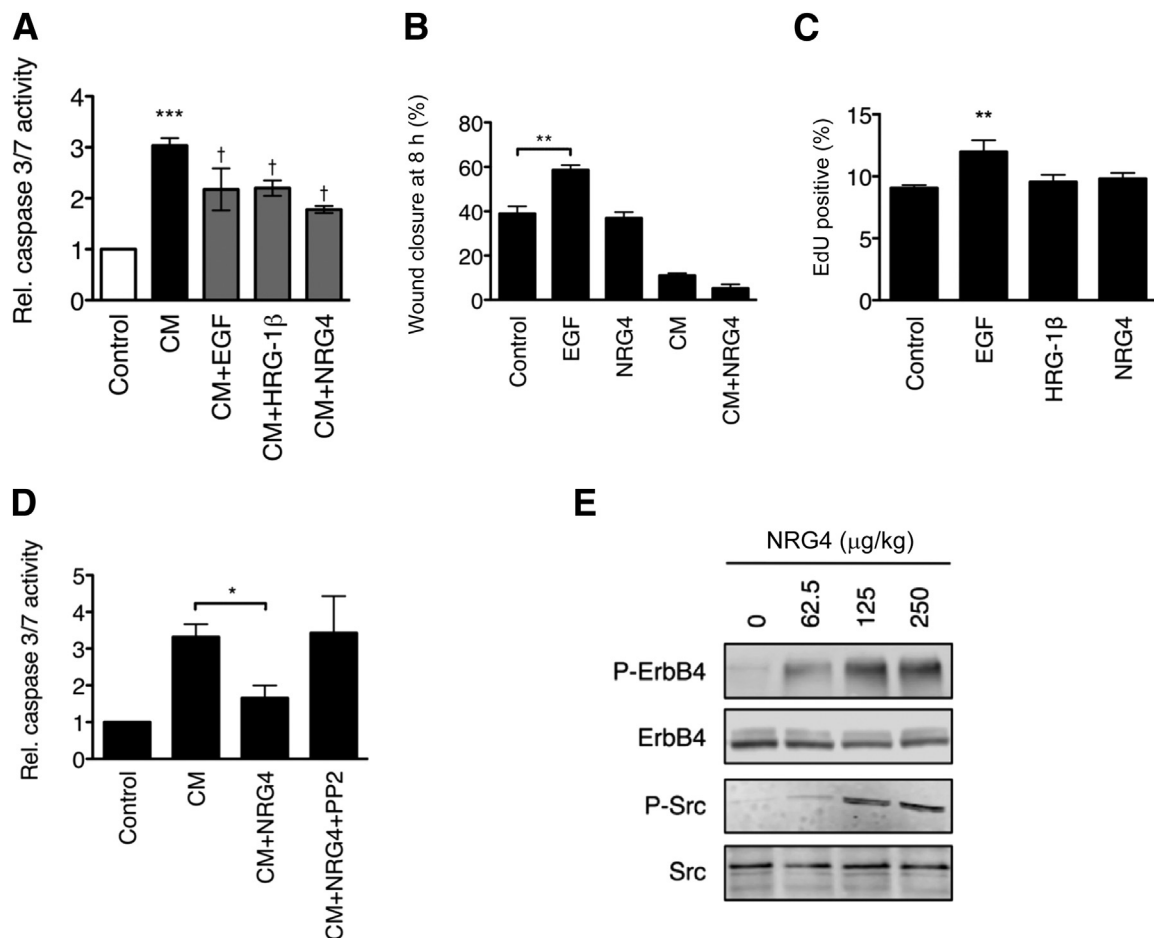 A
Rel. caspase 3/7 activity
4
3
2
1
0
***
†
†
†
Control
CM
CM+EGF
CM+HRG-1β
CM+NRG4
B
Wound closure at 8 h (%)
80
60
40
20
0
**
Control
EGF
NRG4
CM
CM+NRG4
C
EdU positive (%)
15
10
5
0
**
Control
EGF
HRG-1β
NRG4
D
Rel. caspase 3/7 activity
5
4
3
2
1
0
*
Control
CM
CM+NRG4
CM+NRG4+PP2
E
NRG4 (µg/kg)
0 62.5 125 250
P-ErbB4
ErbB4
P-Src
Src